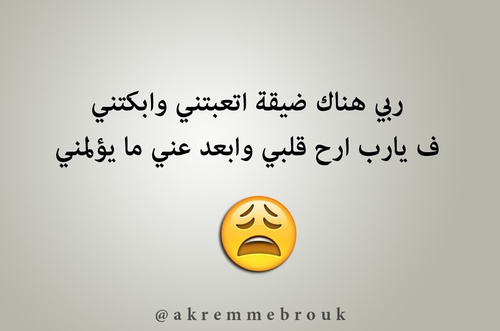 ربي هناك ضيقة اتعبتني وابكتني
ف يارب ارح قلبي وابعد عني ما يؤلمني
@akremmebrouk